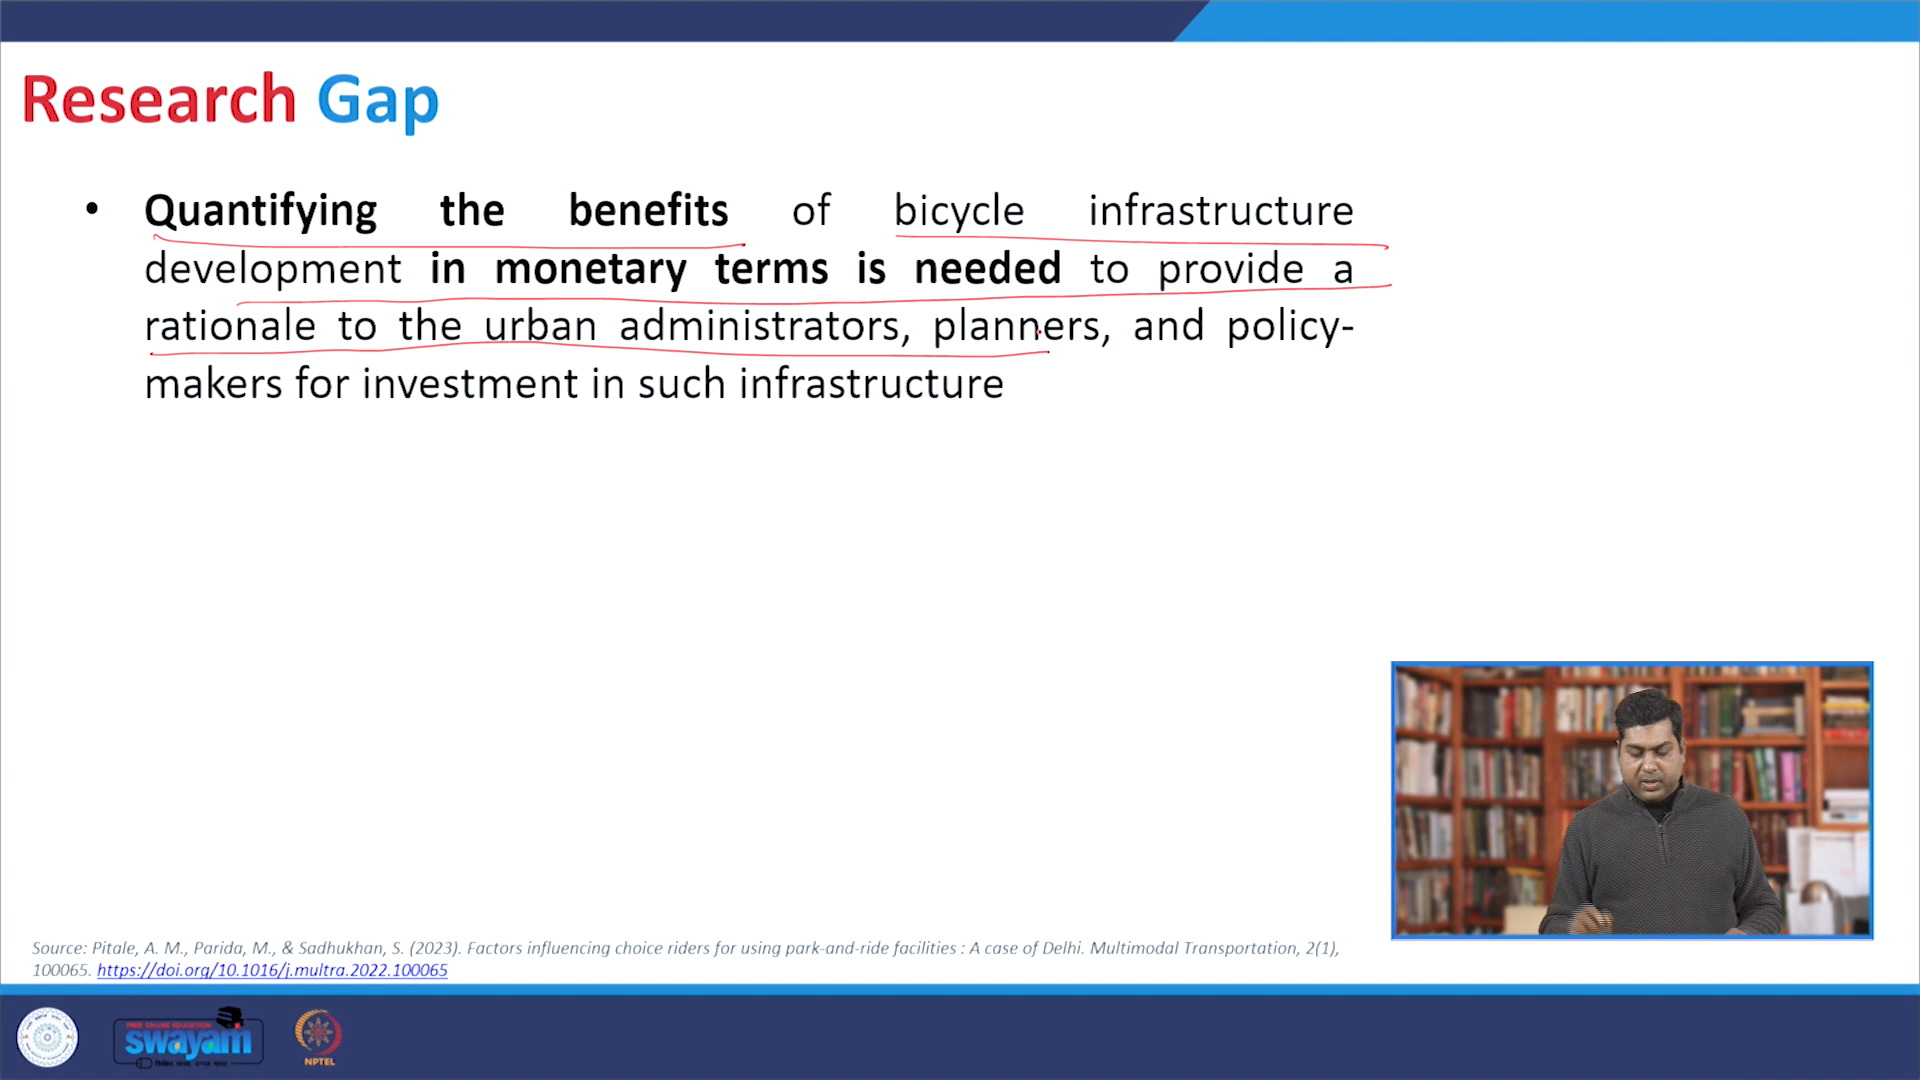 Research Gap
• Quantifying the benefits of bicycle infrastructure
development in monetary terms is needed to provide a
rationale to the urban administrators, planners, and policy-
makers for investment in such infrastructure
Source: Pitale, A. M., Parida, M., & Sadhukhan, S. (2023). Factors influencing choice riders for using park-and-ride facilities : A case of Delhi. Multimodal Transportation, 2(1),
100065. https://doi.org/10.1016/j.multra.2022.100065
FREE ONLINE EDUCATION
swayam
NPTEL